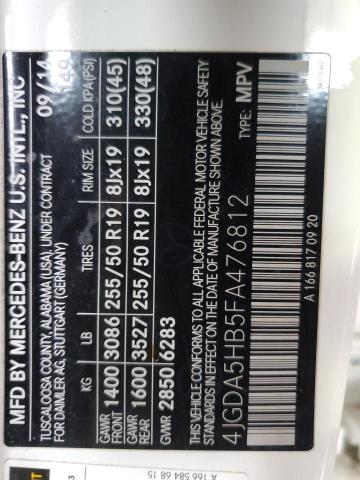 MFD BY MERCEDES-BENZ U.S. INTL., INC
TUSCALOOSA COUNTY, ALABAMA (USA), UNDER CONTRACT 09/14
FOR DAIMLER AG, STUTTGART (GERMANY) 149
KG LB TIRES RIM SIZE COLD KPA (PSI)
GAWR FRONT 1400 3086 255/50 R19 8Jx19 310(45)
GAWR REAR 1600 3527 255/50 R19 8Jx19 330(48)
GWR 2850 6283
THIS VEHICLE CONFORMS TO ALL APPLICABLE FEDERAL MOTOR VEHICLE SAFETY
STANDARDS IN EFFECT ON THE DATE OF MANUFACTURE SHOWN ABOVE.
4JGDA5HB5FA476812 TYPE: MPV
A 166 817 09 20
A 166 584 68 15